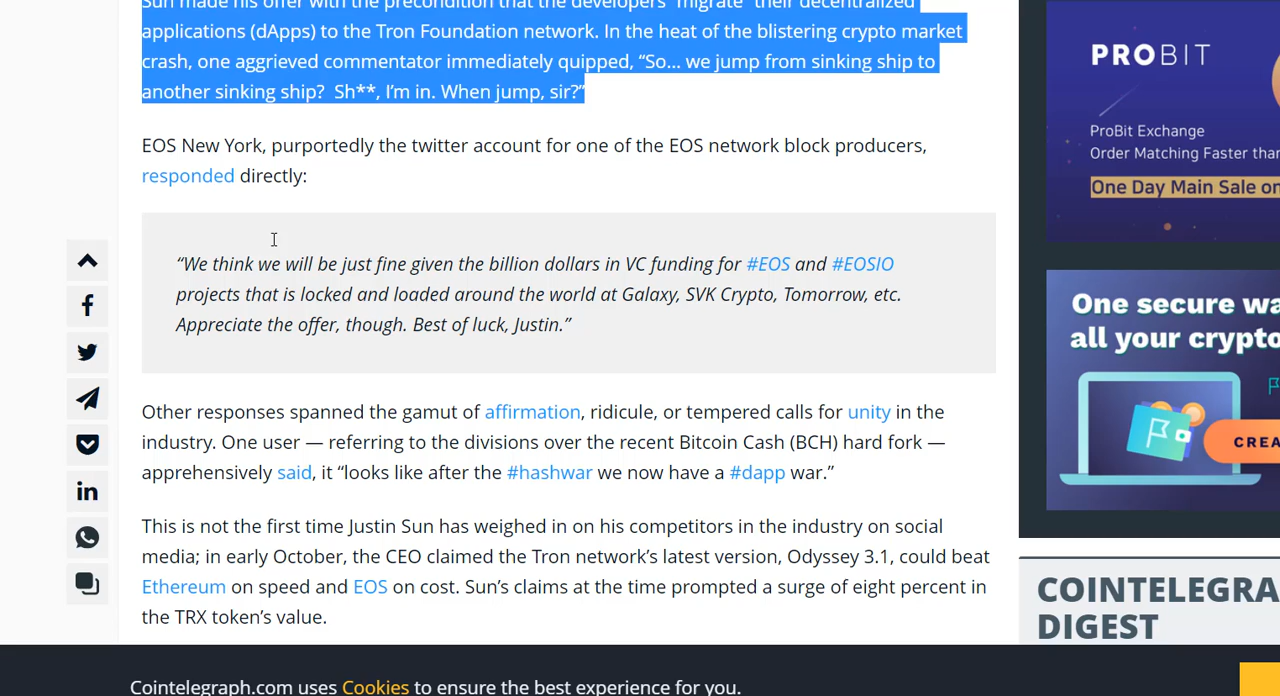 Sun made his offer with the precondition that the developers “migrate” their decentralized
applications (dApps) to the Tron Foundation network. In the heat of the blistering crypto market
crash, one aggrieved commentator immediately quipped, “So... we jump from sinking ship to
another sinking ship?  Sh**, I’m in. When jump, sir?”
EOS New York, purportedly the twitter account for one of the EOS network block producers,
responded directly:
“We think we will be just fine given the billion dollars in VC funding for #EOS and #EOSIO
projects that is locked and loaded around the world at Galaxy, SVK Crypto, Tomorrow, etc.
Appreciate the offer, though. Best of luck, Justin.”
Other responses spanned the gamut of affirmation, ridicule, or tempered calls for unity in the
industry. One user — referring to the divisions over the recent Bitcoin Cash (BCH) hard fork —
apprehensively said, it “looks like after the #hashwar we now have a #dapp war.”
This is not the first time Justin Sun has weighed in on his competitors in the industry on social
media; in early October, the CEO claimed the Tron network’s latest version, Odyssey 3.1, could beat
Ethereum on speed and EOS on cost. Sun’s claims at the time prompted a surge of eight percent in
the TRX token’s value.
PROBIT
ProBit Exchange
Order Matching Faster than
One Day Main Sale on
One secure wa
all your crypto
CREA
COINTELEGRA
DIGEST
Cointelegraph.com uses Cookies to ensure the best experience for you.